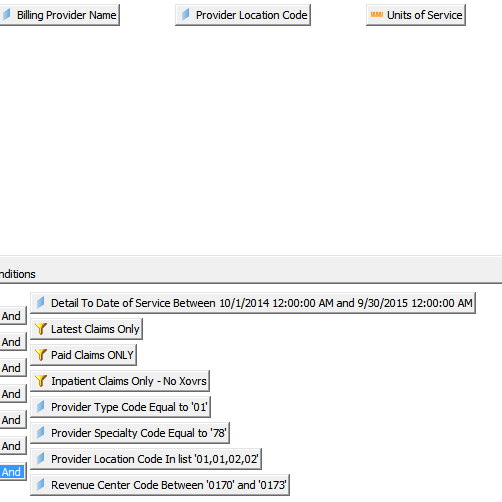 Billing Provider Name
Provider Location Code
Units of Service
nditions
Detail To Date of Service Between 10/1/2014 12:00:00 AM and 9/30/2015 12:00:00 AM
And
Latest Claims Only
And
Paid Claims ONLY
And
Inpatient Claims Only - No Xovrs
And
Provider Type Code Equal to '01'
And
Provider Specialty Code Equal to '78'
And
Provider Location Code In list '01,01,02,02'
And
Revenue Center Code Between '0170' and '0173'